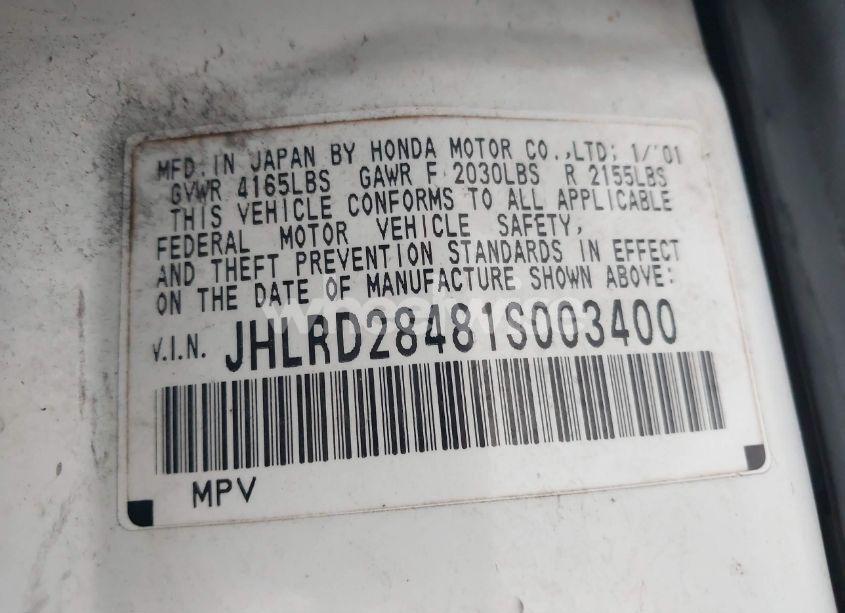 MFD. IN JAPAN BY HONDA MOTOR CO.,LTD; 1/'01
GVWR 4165LBS GAWR F 2030LBS R 2155LBS
THIS VEHICLE CONFORMS TO ALL APPLICABLE
FEDERAL MOTOR VEHICLE SAFETY,
AND THEFT PREVENTION STANDARDS IN EFFECT
ON THE DATE OF MANUFACTURE SHOWN ABOVE:
V.I.N. JHLRD28481S003400
MPV